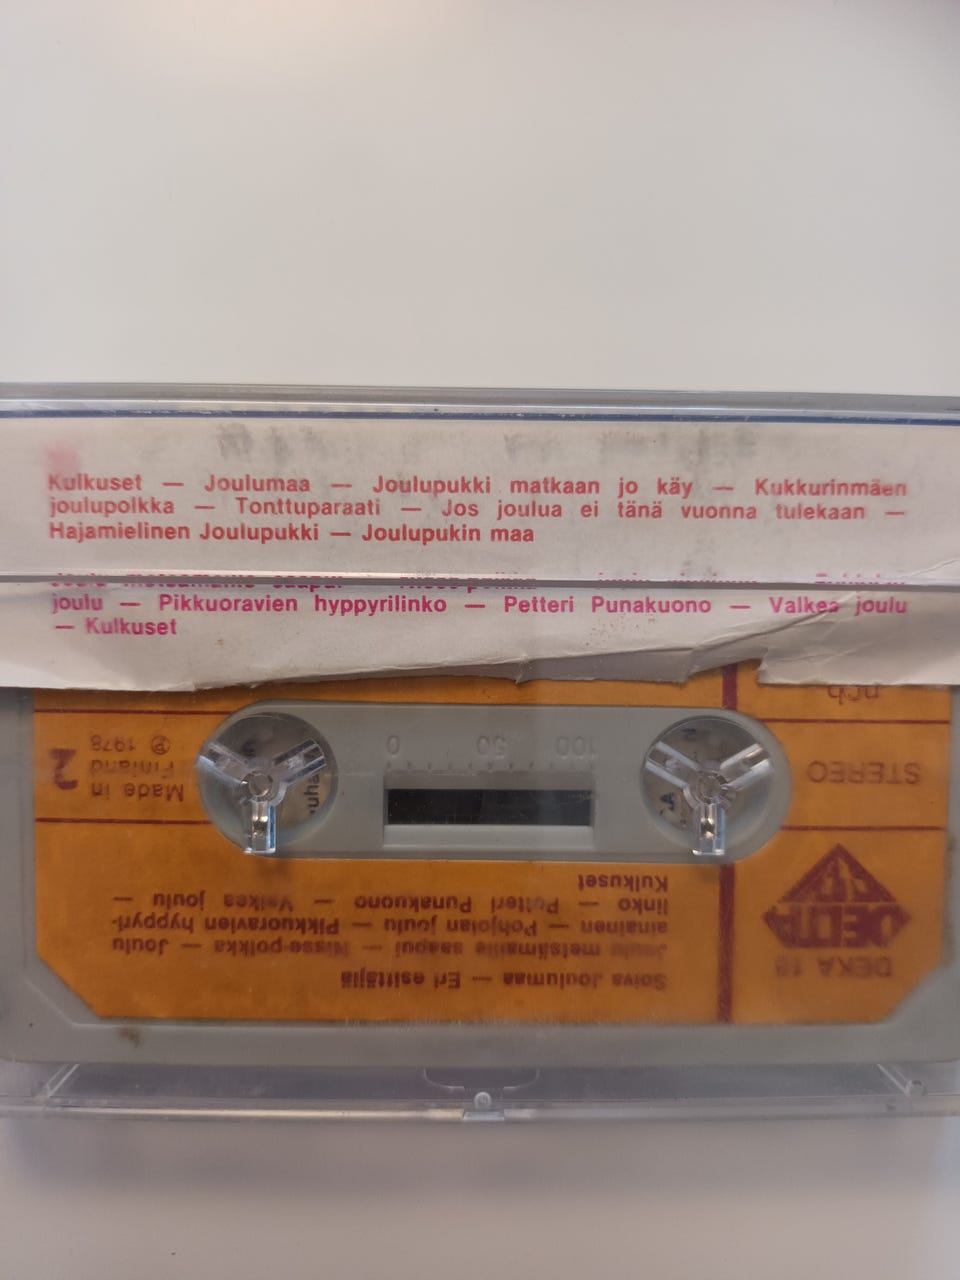 Kulkuset — Joulumaa — Joulupukki matkaan jo käy — Kukkurinmäen
joulupolkka — Tonttuparaati — Jos joulua ei tänä vuonna tulekaan —
Hajamielinen Joulupukki — Joulupukin maa
joulu — Pikkuoravien hyppyrilinko — Petteri Punakuono — Valkea joulu
— Kulkuset
ncb
STEREO
0 50 100
Made in
Finland
℗ 1978
2
DELTA
DEKA 18
Soiva Joulumaa — Eri esittäjiä
Joulu metsämaille saapui — Nisse-polkka — Joulu
ainainen — Pohjolan joulu — Pikkuoravien hyppyri-
linko — Petteri Punakuono — Valkea joulu —
Kulkuset